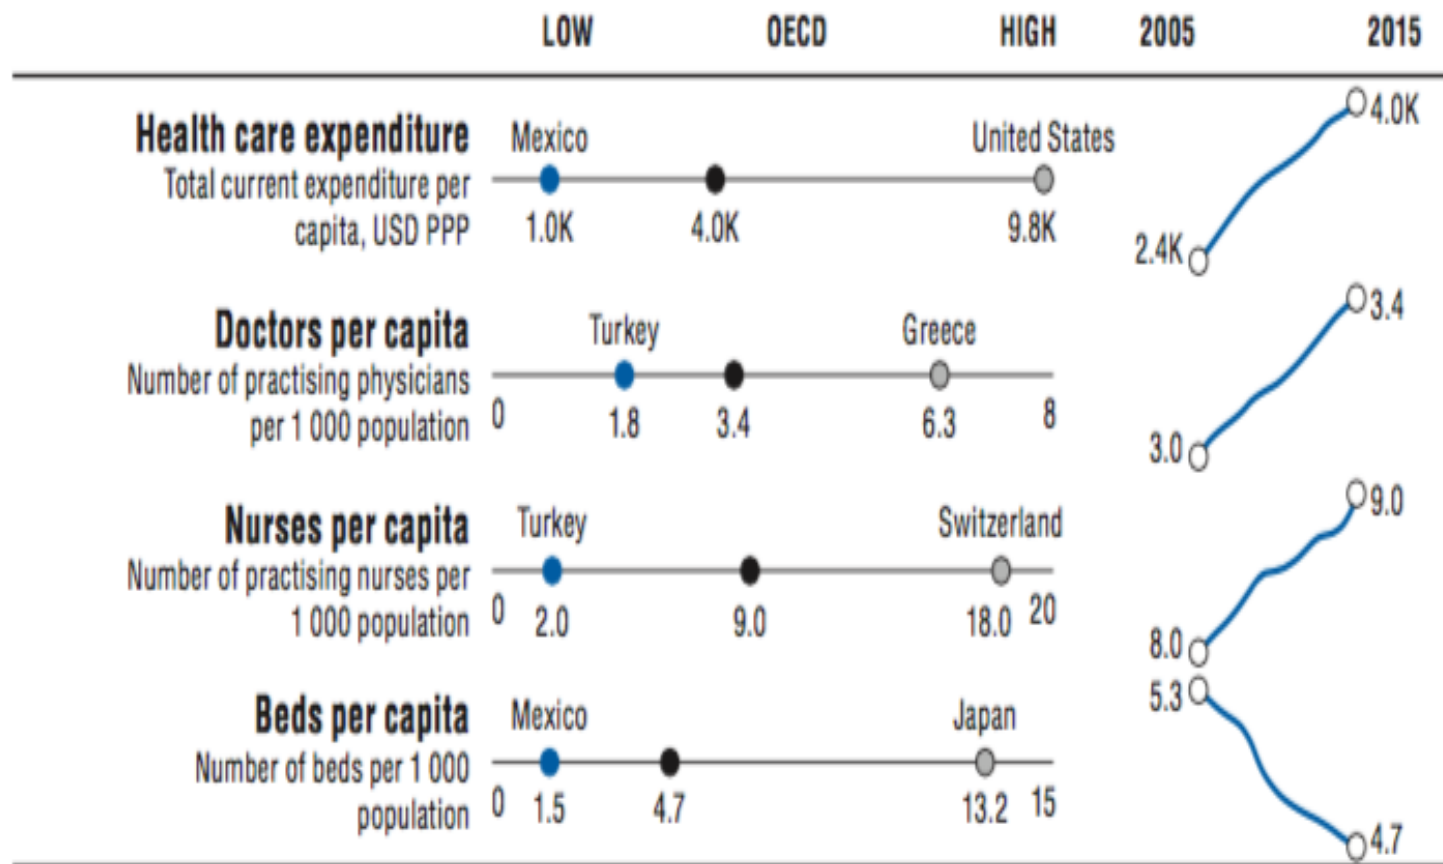 LOW OECD HIGH 2005 2015
Health care expenditure
Total current expenditure per
capita, USD PPP
Mexico United States
1.0K 4.0K 9.8K
2.4K 4.0K
Doctors per capita
Number of practising physicians
per 1 000 population
Turkey Greece
0 1.8 3.4 6.3 8
3.0 3.4
Nurses per capita
Number of practising nurses per
1 000 population
Turkey Switzerland
0 2.0 9.0 18.0 20
8.0 9.0
Beds per capita
Number of beds per 1 000
population
Mexico Japan
0 1.5 4.7 13.2 15
5.3 4.7